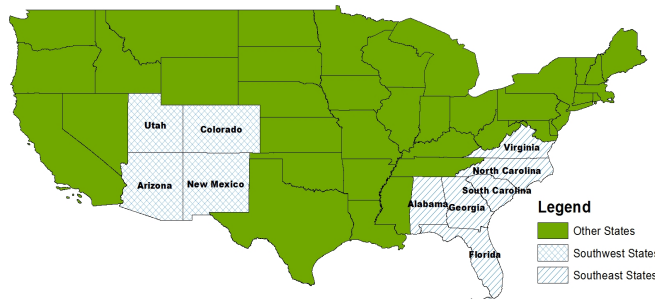 Utah
Colorado
Virginia
North Carolina
Arizona
New Mexico
South Carolina
Alabama
Georgia
Florida
Legend
Other States
Southwest States
Southeast States